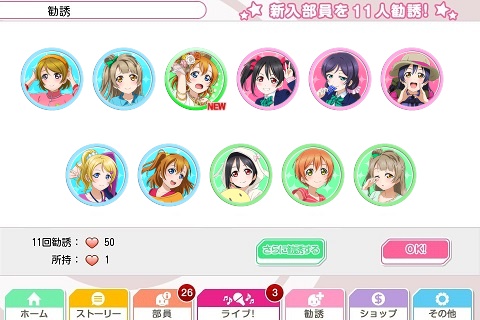 勧誘
新入部員を11人勧誘!
NEW
11回勧誘： 50
所持： 1
さらに勧誘する
OK!
26
3
ホーム
ストーリー
部員
ライブ!
勧誘
ショップ
その他